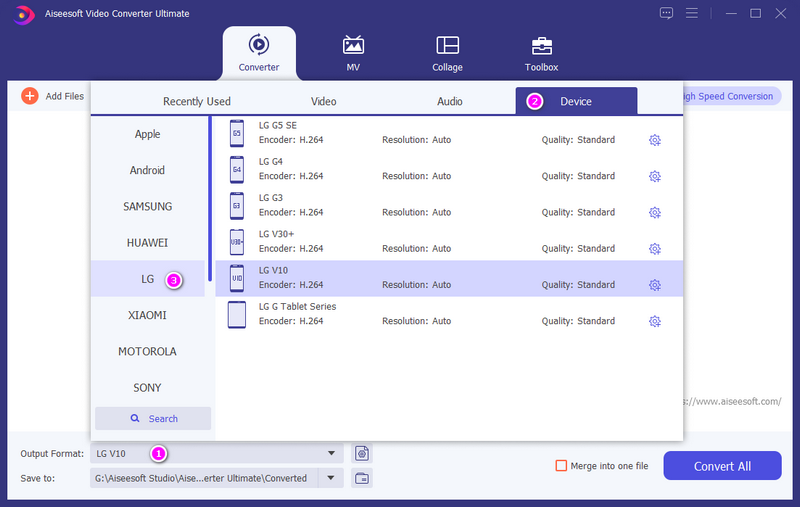 Aiseesoft Video Converter Ultimate
Converter
MV
Collage
Toolbox
Add Files
High Speed Conversion
Recently Used
Video
Audio
2
Device
Apple
Android
SAMSUNG
HUAWEI
LG
3
XIAOMI
MOTOROLA
SONY
Search
G5
LG G5 SE
Encoder: H.264
Resolution: Auto
Quality: Standard
G4
LG G4
Encoder: H.264
Resolution: Auto
Quality: Standard
G3
LG G3
Encoder: H.264
Resolution: Auto
Quality: Standard
V30+
LG V30+
Encoder: H.264
Resolution: Auto
Quality: Standard
V10
LG V10
Encoder: H.264
Resolution: Auto
Quality: Standard
LG G Tablet Series
Encoder: H.264
Resolution: Auto
Quality: Standard
s://www.aiseesoft.com/
Output Format:
LG V10
1
Save to:
G:\Aiseesoft Studio\Aise...erter Ultimate\Converted
Merge into one file
Convert All